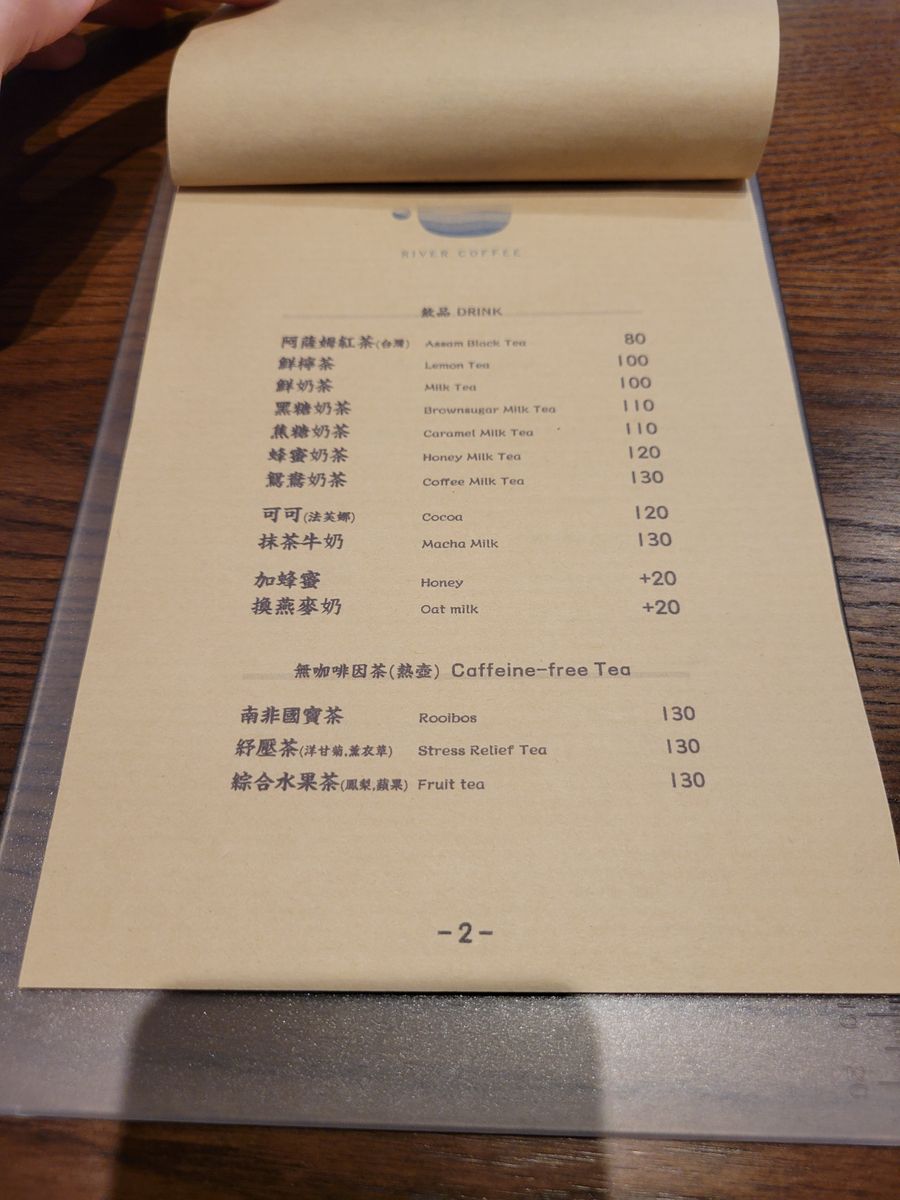 RIVER COFFEE
飲品 DRINK
阿薩姆紅茶(台灣) Assam Black Tea 80
鮮檸茶 Lemon Tea 100
鮮奶茶 Milk Tea 100
黑糖奶茶 Brownsugar Milk Tea 110
焦糖奶茶 Caramel Milk Tea 110
蜂蜜奶茶 Honey Milk Tea 120
鴛鴦奶茶 Coffee Milk Tea 130
可可(法芙娜) Cocoa 120
抹茶牛奶 Macha Milk 130
加蜂蜜 Honey +20
換燕麥奶 Oat milk +20
無咖啡因茶(熱壺) Caffeine-free Tea
南非國寶茶 Rooibos 130
紓壓茶(洋甘菊,薰衣草) Stress Relief Tea 130
綜合水果茶(鳳梨,蘋果) Fruit tea 130
-2-